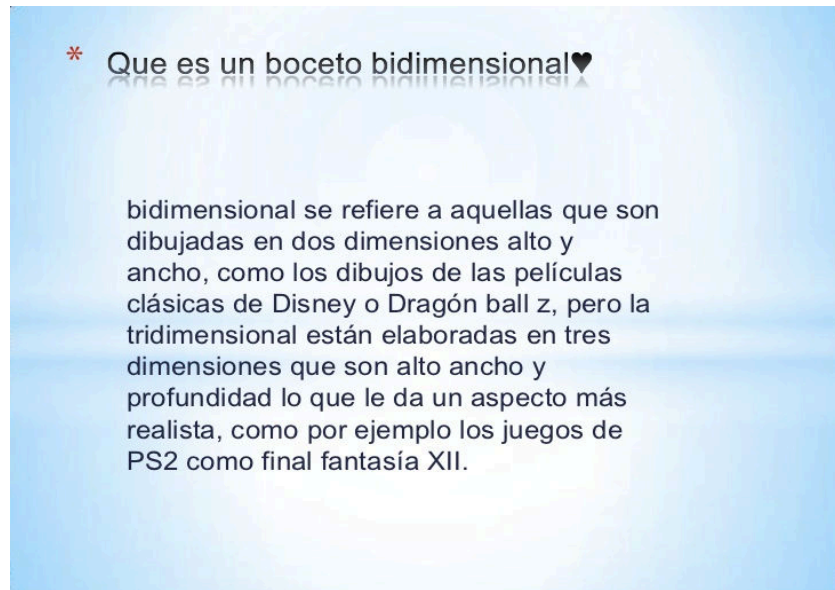 * Que es un boceto bidimensional♥
bidimensional se refiere a aquellas que son
dibujadas en dos dimensiones alto y
ancho, como los dibujos de las películas
clásicas de Disney o Dragón ball z, pero la
tridimensional están elaboradas en tres
dimensiones que son alto ancho y
profundidad lo que le da un aspecto más
realista, como por ejemplo los juegos de
PS2 como final fantasía XII.